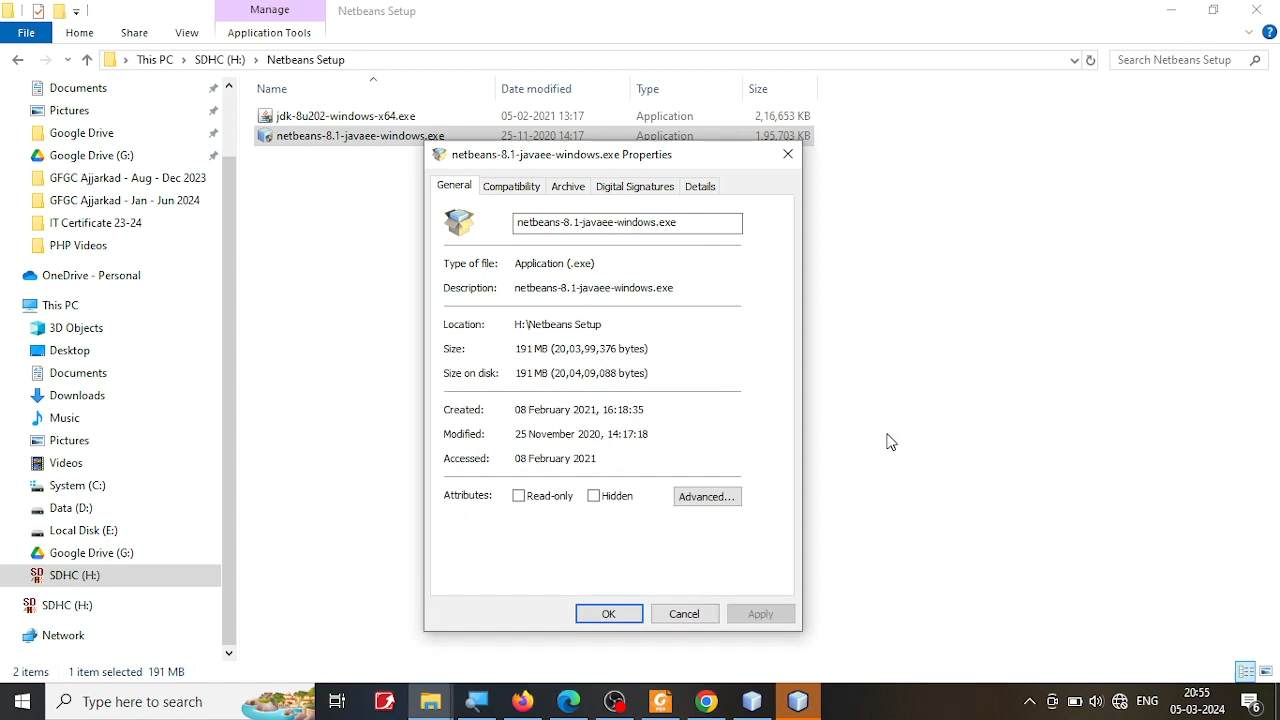 Manage
Netbeans Setup
File
Home
Share
View
Application Tools
This PC
SDHC (H:)
Netbeans Setup
Search Netbeans Setup
Name
Date modified
Type
Size
jdk-8u202-windows-x64.exe
05-02-2021 13:17
Application
2,16,653 KB
netbeans-8.1-javaee-windows.exe
25-11-2020 14:17
Application
1,95,703 KB
Documents
Pictures
Google Drive
Google Drive (G:)
GFGC Ajjarkad - Aug - Dec 2023
GFGC Ajjarkad - Jan - Jun 2024
IT Certificate 23-24
PHP Videos
OneDrive - Personal
This PC
3D Objects
Desktop
Documents
Downloads
Music
Pictures
Videos
System (C:)
Data (D:)
Local Disk (E:)
Google Drive (G:)
SDHC (H:)
SDHC (H:)
Network
netbeans-8.1-javaee-windows.exe Properties
General
Compatibility
Archive
Digital Signatures
Details
netbeans-8.1-javaee-windows.exe
Type of file: Application (.exe)
Description: netbeans-8.1-javaee-windows.exe
Location: H:\Netbeans Setup
Size: 191 MB (20,03,99,376 bytes)
Size on disk: 191 MB (20,04,09,088 bytes)
Created: 08 February 2021, 16:18:35
Modified: 25 November 2020, 14:17:18
Accessed: 08 February 2021
Attributes: Read-only Hidden Advanced...
OK
Cancel
Apply
2 items
1 item selected 191 MB
Type here to search
ENG
20:55
05-03-2024
6